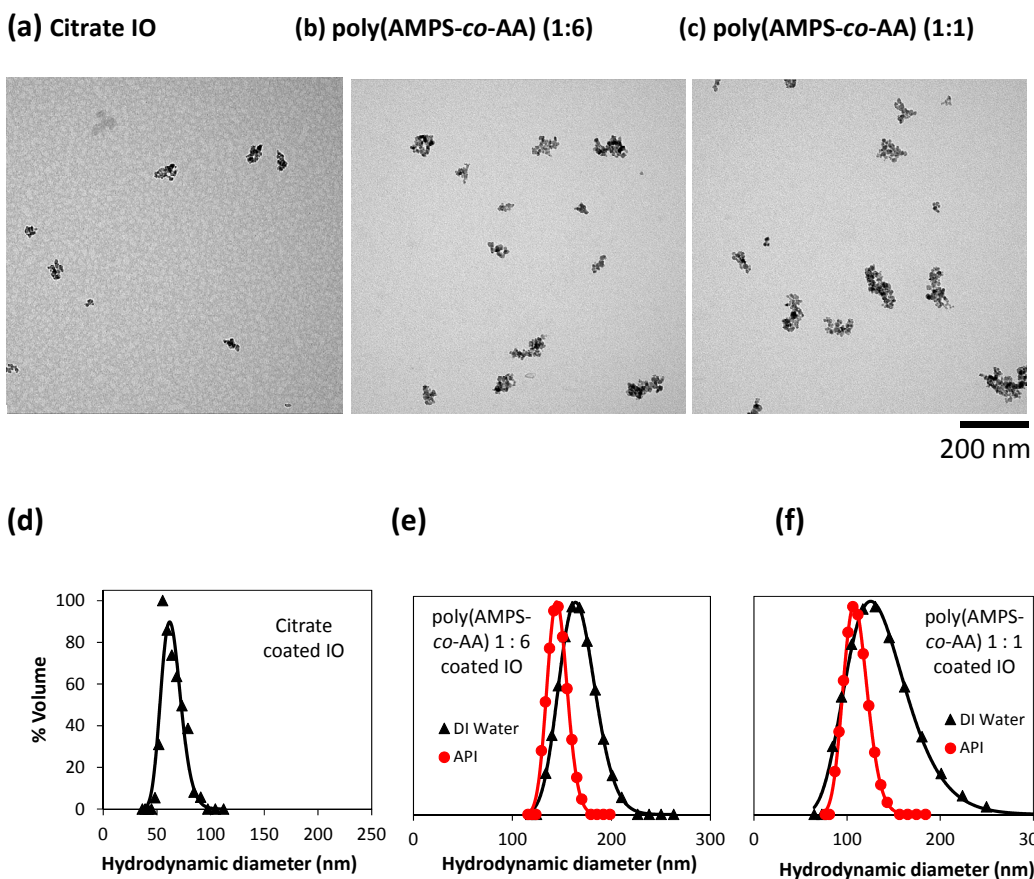 (a) Citrate IO
(b) poly(AMPS-co-AA) (1:6)
(c) poly(AMPS-co-AA) (1:1)
200 nm
(d)
(e)
(f)
100
80
60
40
20
0
% Volume
Citrate
coated IO
0 50 100 150 200 250
Hydrodynamic diameter (nm)
poly(AMPS-
co-AA) 1 : 6
coated IO
DI Water
API
0 100 200 300
Hydrodynamic diameter (nm)
poly(AMPS-
co-AA) 1 : 1
coated IO
DI Water
API
0 100 200 30
Hydrodynamic diameter (nm)